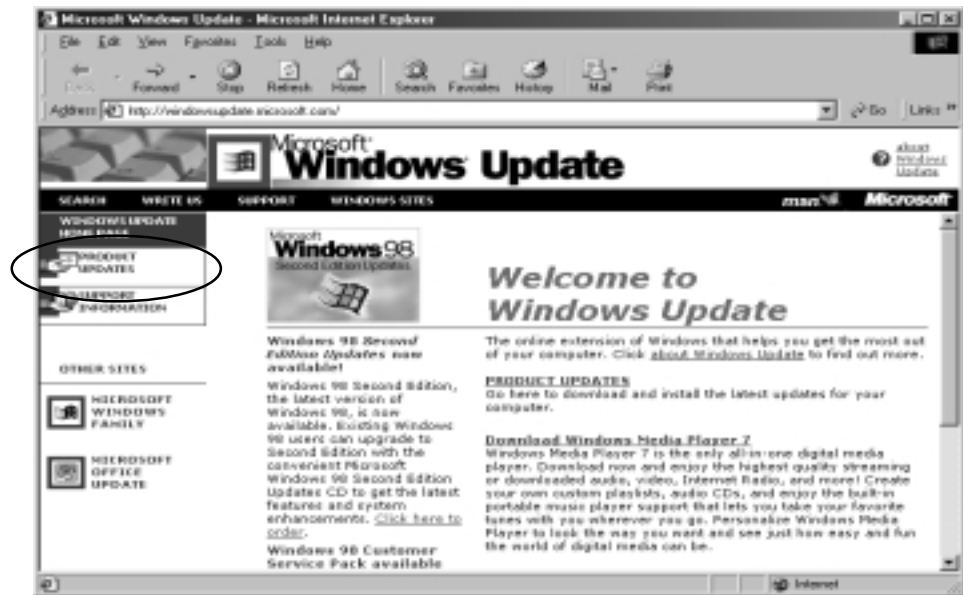 Microsoft Windows Update - Microsoft Internet Explorer
File Edit View Favorites Tools Help
Back Forward Stop Refresh Home Search Favorites History Mail Print
Address http://windowsupdate.microsoft.com/ Go Links »
Microsoft
Windows Update
about
Windows
Update
SEARCH WRITE US SUPPORT WINDOWS SITES msn Microsoft
WINDOWS UPDATE
HOME PAGE
PRODUCT
UPDATES
SUPPORT
INFORMATION
OTHER SITES
MICROSOFT
WINDOWS
FAMILY
MICROSOFT
OFFICE
UPDATE
Microsoft
Windows 98
Second Edition Updates
Windows 98 Second
Edition Updates now
available!
Windows 98 Second Edition,
the latest version of
Windows 98, is now
available. Existing Windows
98 users can upgrade to
Second Edition with the
convenient Microsoft
Windows 98 Second Edition
Updates CD to get the latest
features and system
enhancements. Click here to
order.
Windows 98 Customer
Service Pack available
Welcome to
Windows Update
The online extension of Windows that helps you get the most out
of your computer. Click about Windows Update to find out more.
PRODUCT UPDATES
Go here to download and install the latest updates for your
computer.
Download Windows Media Player 7
Windows Media Player 7 is the only all-in-one digital media
player. Download now and enjoy the highest quality streaming
or downloaded audio, video, Internet Radio, and more! Create
your own custom playlists, audio CDs, and enjoy the built-in
portable music player support that lets you take your favorite
tunes with you wherever you go. Personalize Windows Media
Player to look the way you want and see just how easy and fun
the world of digital media can be.
Internet